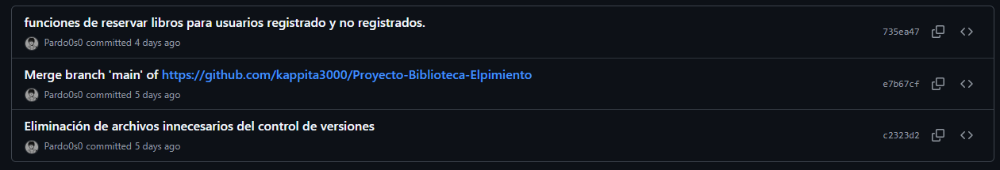 funciones de reservar libros para usuarios registrado y no registrados.
Pardo0s0 committed 4 days ago
735ea47
Merge branch 'main' of https://github.com/kappita3000/Proyecto-Biblioteca-Elpimiento
Pardo0s0 committed 5 days ago
e7b67cf
Eliminación de archivos innecesarios del control de versiones
Pardo0s0 committed 5 days ago
c2323d2